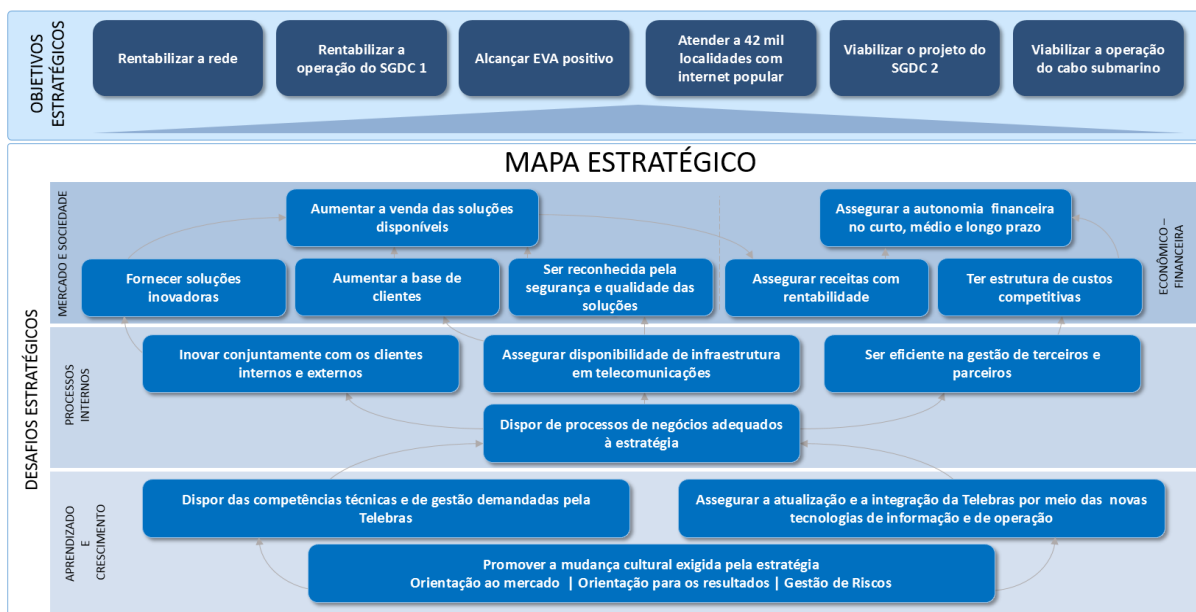 OBJETIVOS
ESTRATÉGICOS
Rentabilizar a rede
Rentabilizar a
operação do SGDC 1
Alcançar EVA positivo
Atender a 42 mil
localidades com
internet popular
Viabilizar o projeto do
SGDC 2
Viabilizar a operação
do cabo submarino
MAPA ESTRATÉGICO
DESAFIOS ESTRATÉGICOS
MERCADO E SOCIEDADE
Aumentar a venda das soluções
disponíveis
Assegurar a autonomia financeira
no curto, médio e longo prazo
ECONÔMICO –
FINANCEIRA
Fornecer soluções
inovadoras
Aumentar a base de
clientes
Ser reconhecida pela
segurança e qualidade das
soluções
Assegurar receitas com
rentabilidade
Ter estrutura de custos
competitivas
PROCESSOS
INTERNOS
Inovar conjuntamente com os clientes
internos e externos
Assegurar disponibilidade de infraestrutura
em telecomunicações
Ser eficiente na gestão de terceiros e
parceiros
Dispor de processos de negócios adequados
à estratégia
APRENDIZADO
E
CRESCIMENTO
Dispor das competências técnicas e de gestão demandadas pela
Telebras
Assegurar a atualização e a integração da Telebras por meio das novas
tecnologias de informação e de operação
Promover a mudança cultural exigida pela estratégia
Orientação ao mercado | Orientação para os resultados | Gestão de Riscos